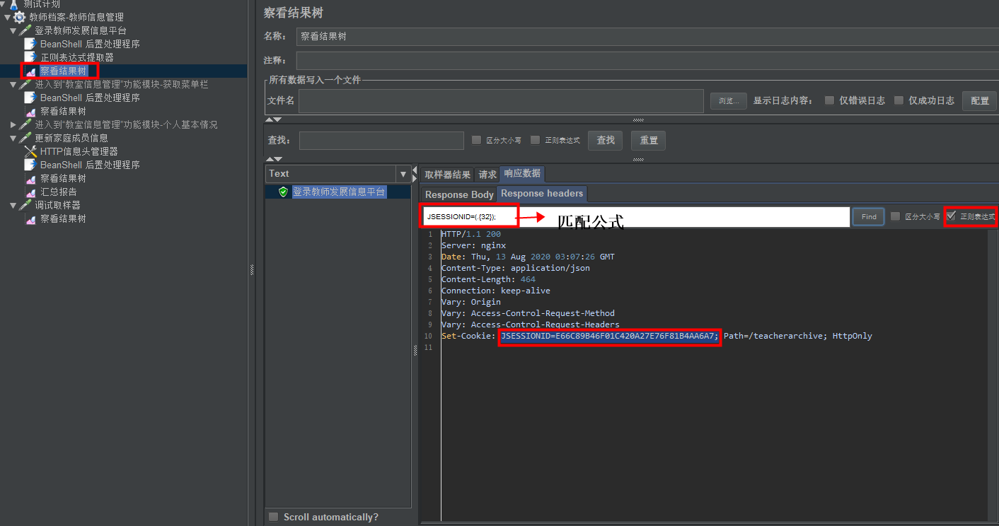 测试计划
教师档案-教师信息管理
登录教师发展信息平台
BeanShell 后置处理程序
正则表达式提取器
察看结果树
进入到“教室信息管理”功能模块-获取菜单栏
BeanShell 后置处理程序
察看结果树
进入到“教室信息管理”功能模块-个人基本情况
更新家庭成员信息
HTTP信息头管理器
BeanShell 后置处理程序
察看结果树
汇总报告
调试取样器
察看结果树
察看结果树
名称： 察看结果树
注释：
所有数据写入一个文件
文件名 浏览... 显示日志内容： 仅错误日志 仅成功日志 配置
查找： 区分大小写 正则表达式 查找 重置
Text
登录教师发展信息平台
Scroll automatically?
取样器结果 请求 响应数据
Response Body Response headers
JSESSIONID=(.{32}); 匹配公式 Find 区分大小写 正则表达式
1 HTTP/1.1 200
2 Server: nginx
3 Date: Thu, 13 Aug 2020 03:07:26 GMT
4 Content-Type: application/json
5 Content-Length: 464
6 Connection: keep-alive
7 Vary: Origin
8 Vary: Access-Control-Request-Method
9 Vary: Access-Control-Request-Headers
10 Set-Cookie: JSESSIONID=E66C89B46F01C420A27E76F81B4AA6A7; Path=/teacherarchive; HttpOnly
11